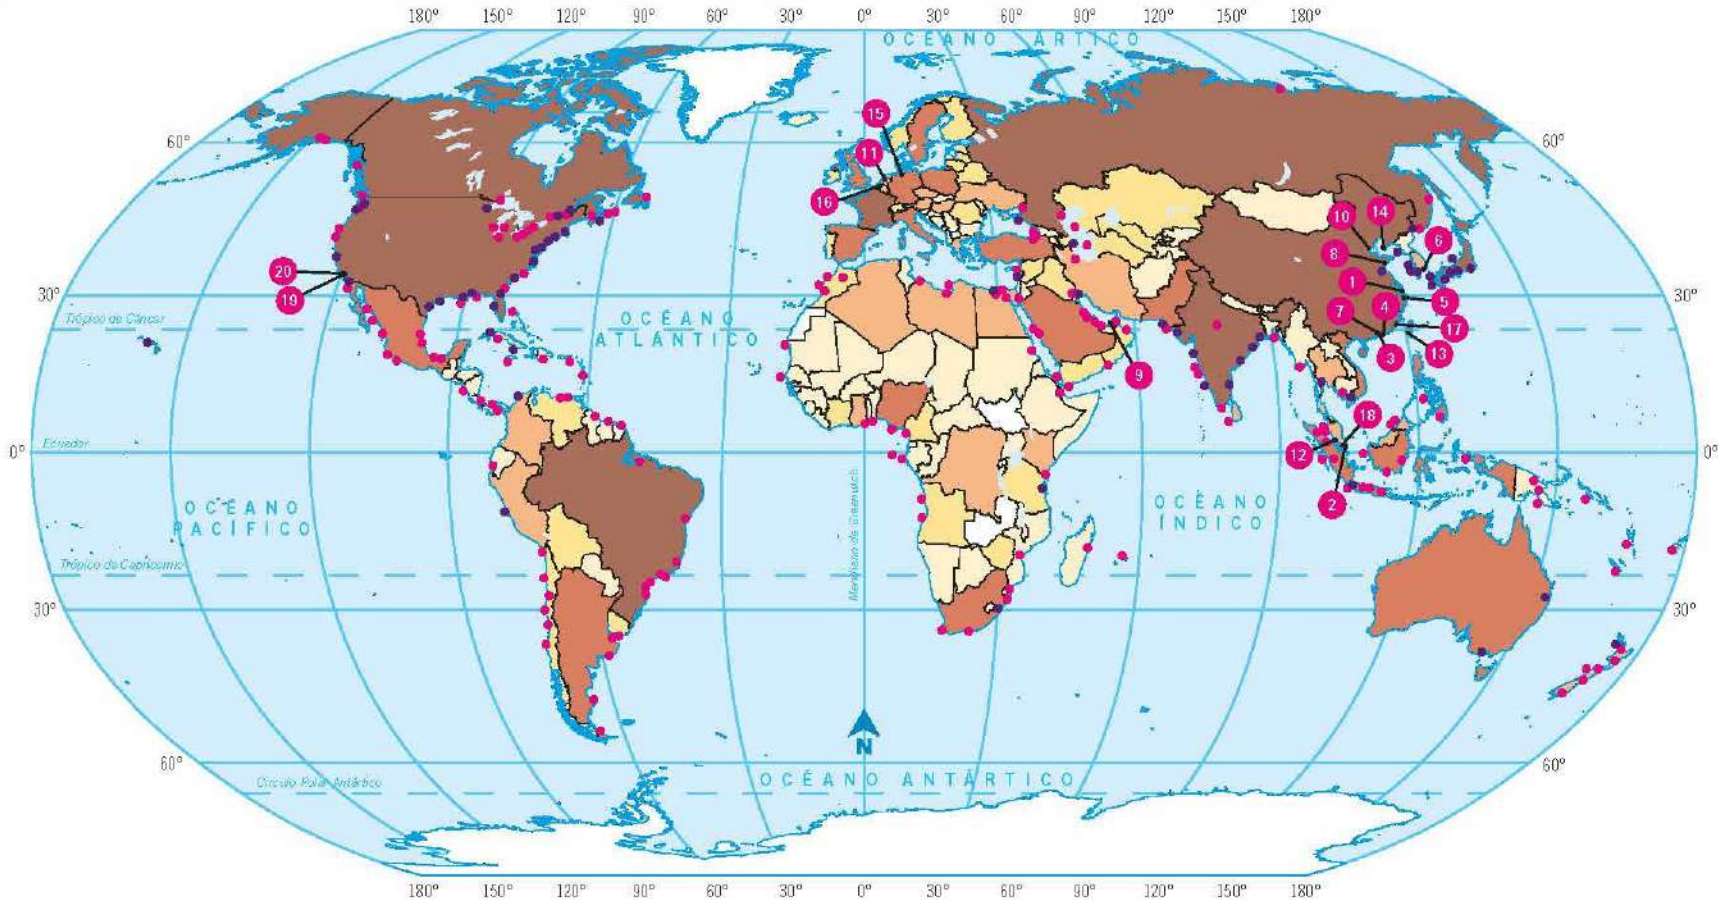 180° 150° 120° 90° 60° 30° 0° 30° 60° 90° 120° 150° 180°
OCÉANO ÁRTICO
15
60° 60°
11
16
10 14
6
8
20
1
19
30° 5 30°
7 4
Trópico de Cáncer
17
OCÉANO
ATLÁNTICO
3 13
9
18
Ecuador
12
0° 0°
2
OCÉANO
PACÍFICO
OCÉANO
ÍNDICO
Meridiano de Greenwich
Trópico de Capricornio
30° 30°
N
60° 60°
OCÉANO ANTÁRTICO
Círculo Polar Antártico
180° 150° 120° 90° 60° 30° 0° 30° 60° 90° 120° 150° 180°